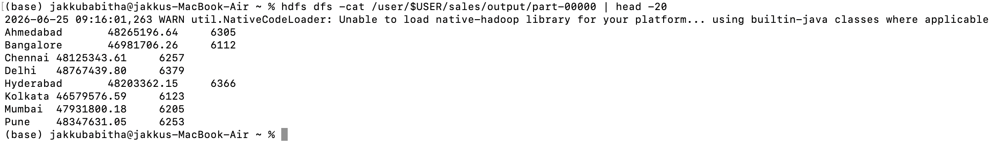 (base) jakkubabitha@jakkus-MacBook-Air ~ % hdfs dfs -cat /user/$USER/sales/output/part-00000 | head -20
2026-06-25 09:16:01,263 WARN util.NativeCodeLoader: Unable to load native-hadoop library for your platform... using builtin-java classes where applicable
Ahmedabad	48265196.64	6305
Bangalore	46981706.26	6112
Chennai	48125343.61	6257
Delhi	48767439.80	6379
Hyderabad	48203362.15	6366
Kolkata	46579576.59	6123
Mumbai	47931800.18	6205
Pune	48347631.05	6253
(base) jakkubabitha@jakkus-MacBook-Air ~ %